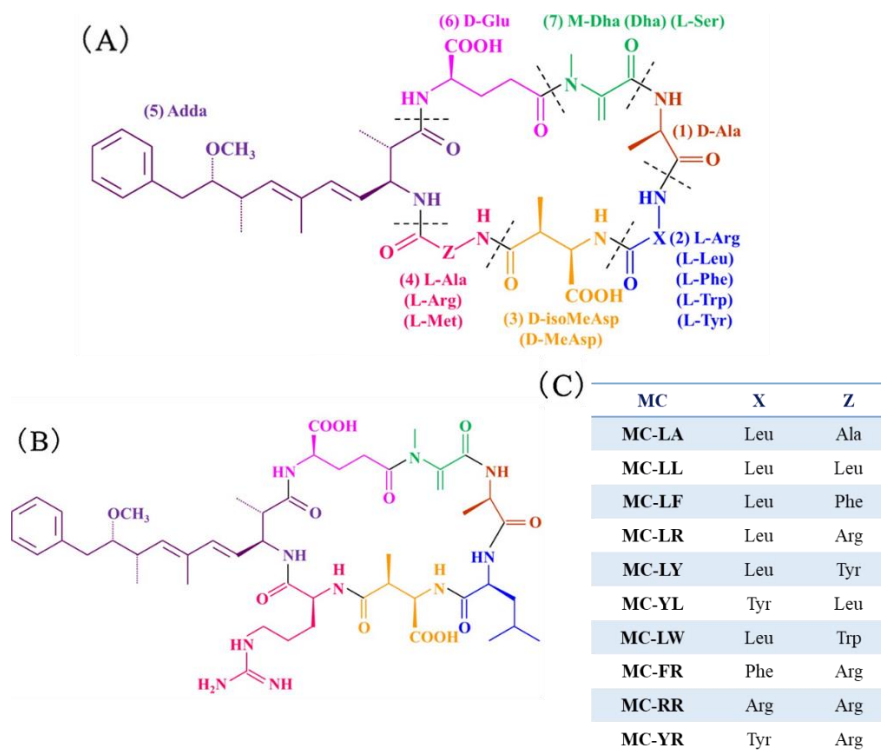 (A)
(6) D-Glu
(7) M-Dha (Dha) (L-Ser)
COOH
O
N
HN
NH
O
(1) D-Ala
(5) Adda
OCH3
O
O
HN
NH
H
N
H
N
X
(2) L-Arg
O
Z
O
O
(L-Leu)
(4) L-Ala
COOH
(L-Phe)
(L-Arg)
(3) D-isoMeAsp
(L-Trp)
(L-Met)
(D-MeAsp)
(L-Tyr)
(B)
COOH
O
N
HN
NH
O
O
O
OCH3
NH
HN
H
N
H
N
O
O
O
COOH
HN
H2N
NH
(C)
MC X Z
MC-LA Leu Ala
MC-LL Leu Leu
MC-LF Leu Phe
MC-LR Leu Arg
MC-LY Leu Tyr
MC-YL Tyr Leu
MC-LW Leu Trp
MC-FR Phe Arg
MC-RR Arg Arg
MC-YR Tyr Arg